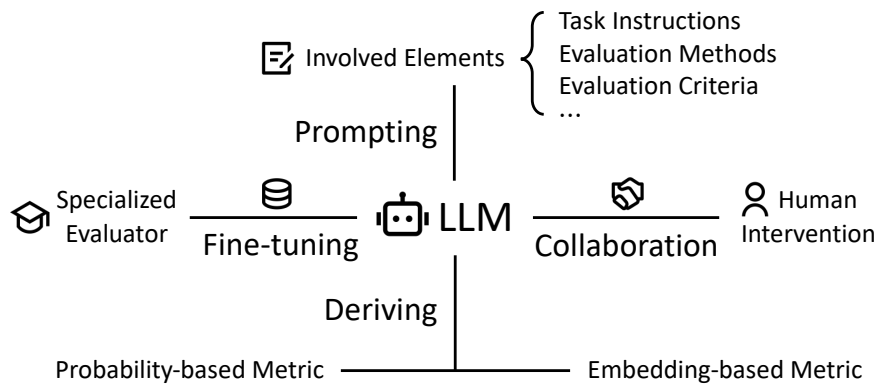 Task Instructions
Involved Elements
Evaluation Methods
Evaluation Criteria
...
Prompting
Specialized
Evaluator
Fine-tuning
LLM
Collaboration
Human
Intervention
Deriving
Probability-based Metric
Embedding-based Metric